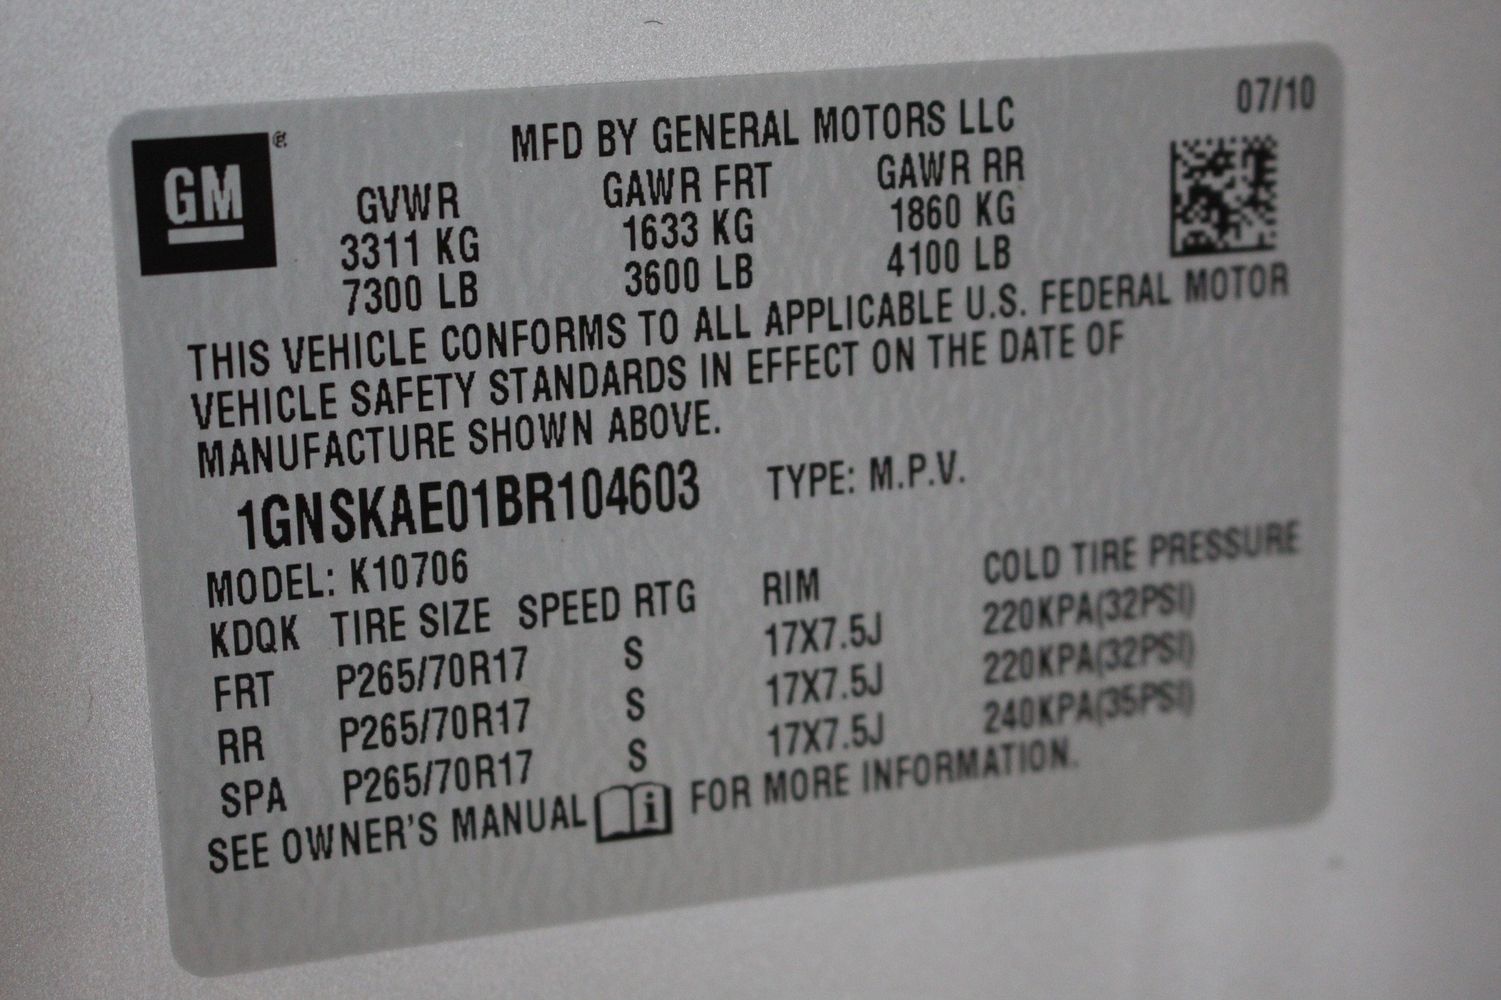 07/10
GM ®
MFD BY GENERAL MOTORS LLC
GVWR GAWR FRT GAWR RR
3311 KG 1633 KG 1860 KG
7300 LB 3600 LB 4100 LB
THIS VEHICLE CONFORMS TO ALL APPLICABLE U.S. FEDERAL MOTOR
VEHICLE SAFETY STANDARDS IN EFFECT ON THE DATE OF
MANUFACTURE SHOWN ABOVE.
1GNSKAE01BR104603 TYPE: M.P.V.
MODEL: K10706
KDQK TIRE SIZE SPEED RTG RIM COLD TIRE PRESSURE
FRT P265/70R17 S 17X7.5J 220KPA(32PSI)
RR P265/70R17 S 17X7.5J 220KPA(32PSI)
SPA P265/70R17 S 17X7.5J 240KPA(35PSI)
SEE OWNER'S MANUAL i FOR MORE INFORMATION.